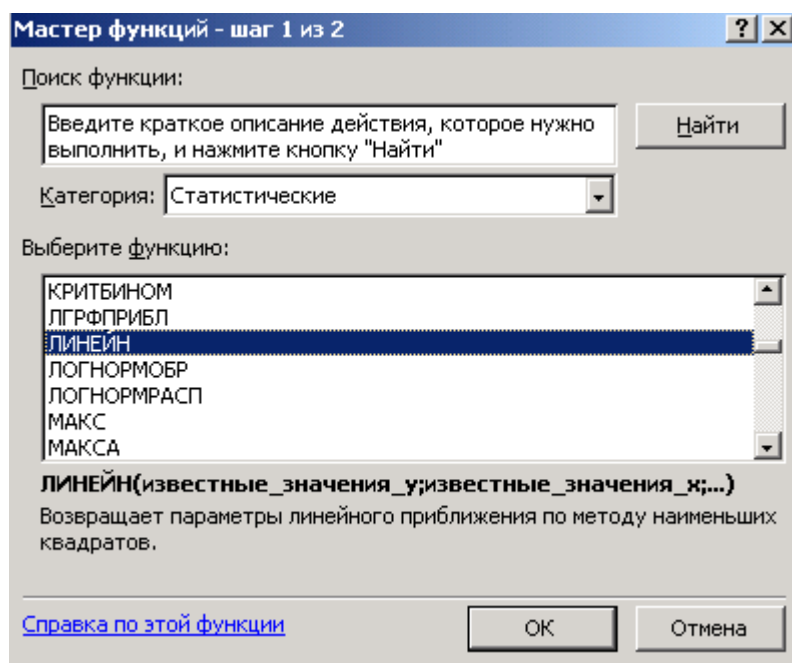 Мастер функций - шаг 1 из 2
Поиск функции:
Введите краткое описание действия, которое нужно
выполнить, и нажмите кнопку "Найти"
Найти
Категория: Статистические
Выберите функцию:
КРИТБИНОМ
ЛГРФПРИБЛ
ЛИНЕЙН
ЛОГНОРМОБР
ЛОГНОРМРАСП
МАКС
МАКСА
ЛИНЕЙН(известные_значения_y;известные_значения_x;...)
Возвращает параметры линейного приближения по методу наименьших
квадратов.
Справка по этой функции
ОК
Отмена